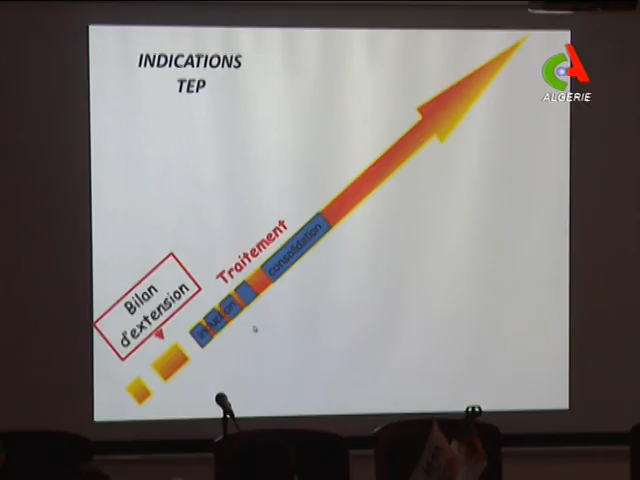 INDICATIONS
TEP
ALGERIE
Traitement
consolidation
Bilan
d'extension
induction